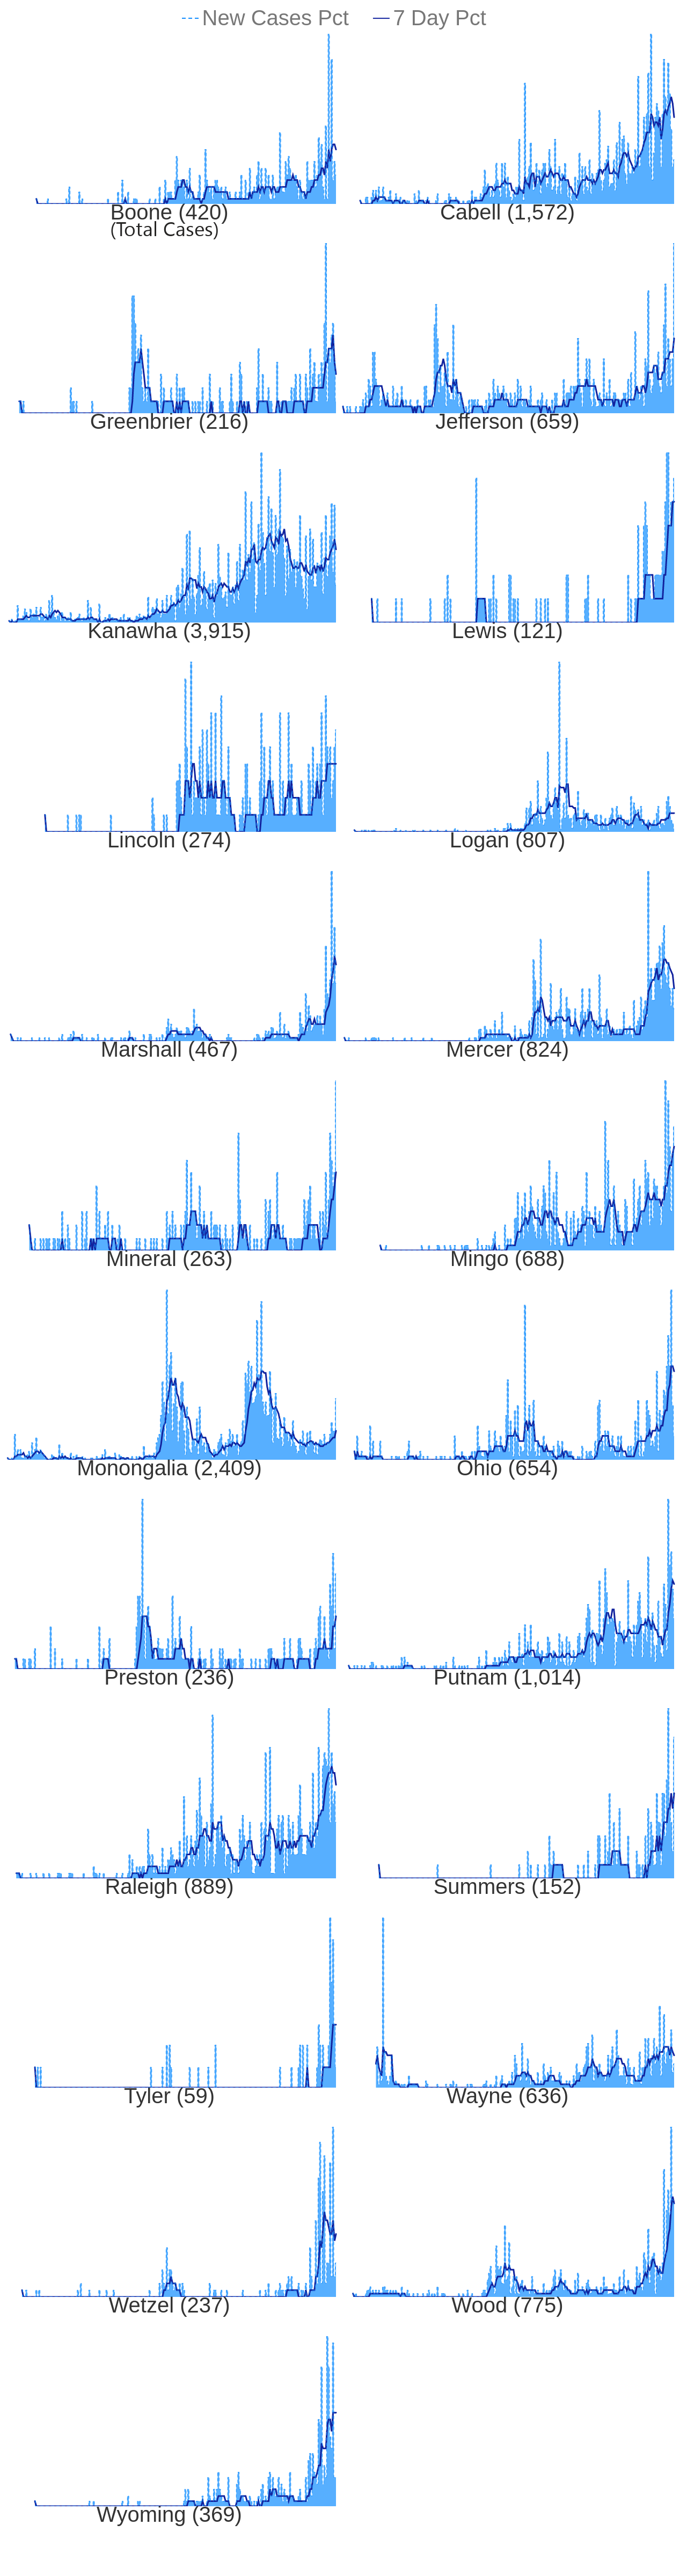 New Cases Pct 7 Day Pct
Boone (420) Cabell (1,572)
(Total Cases)
Greenbrier (216) Jefferson (659)
Kanawha (3,915) Lewis (121)
Lincoln (274) Logan (807)
Marshall (467) Mercer (824)
Mineral (263) Mingo (688)
Monongalia (2,409) Ohio (654)
Preston (236) Putnam (1,014)
Raleigh (889) Summers (152)
Tyler (59) Wayne (636)
Wetzel (237) Wood (775)
Wyoming (369)